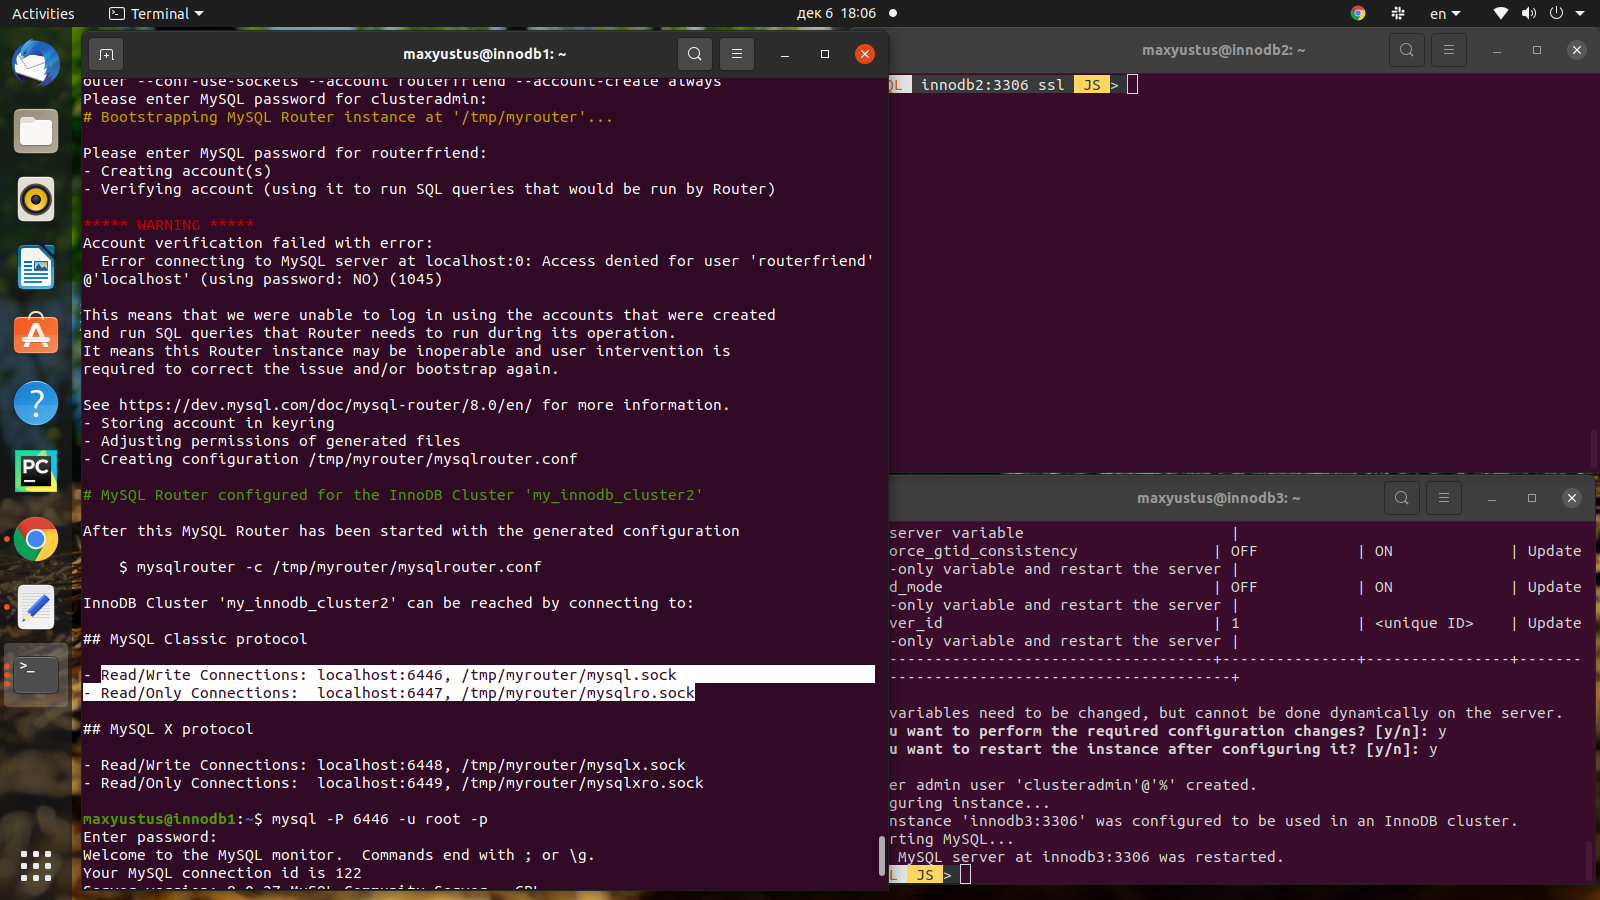 Activities
Terminal
дек 6 18:06
en
maxyustus@innodb1: ~
outer --conf-use-sockets --account routerfriend --account-create always
Please enter MySQL password for clusteradmin:
# Bootstrapping MySQL Router instance at '/tmp/myrouter'...
Please enter MySQL password for routerfriend:
- Creating account(s)
- Verifying account (using it to run SQL queries that would be run by Router)
***** WARNING *****
Account verification failed with error:
Error connecting to MySQL server at localhost:0: Access denied for user 'routerfriend'
@'localhost' (using password: NO) (1045)
This means that we were unable to log in using the accounts that were created
and run SQL queries that Router needs to run during its operation.
It means this Router instance may be inoperable and user intervention is
required to correct the issue and/or bootstrap again.
See https://dev.mysql.com/doc/mysql-router/8.0/en/ for more information.
- Storing account in keyring
- Adjusting permissions of generated files
- Creating configuration /tmp/myrouter/mysqlrouter.conf
# MySQL Router configured for the InnoDB Cluster 'my_innodb_cluster2'
After this MySQL Router has been started with the generated configuration
$ mysqlrouter -c /tmp/myrouter/mysqlrouter.conf
InnoDB Cluster 'my_innodb_cluster2' can be reached by connecting to:
## MySQL Classic protocol
- Read/Write Connections: localhost:6446, /tmp/myrouter/mysql.sock
- Read/Only Connections:  localhost:6447, /tmp/myrouter/mysqlro.sock
## MySQL X protocol
- Read/Write Connections: localhost:6448, /tmp/myrouter/mysqlx.sock
- Read/Only Connections:  localhost:6449, /tmp/myrouter/mysqlxro.sock
maxyustus@innodb1:~$ mysql -P 6446 -u root -p
Enter password:
Welcome to the MySQL monitor.  Commands end with ; or \g.
Your MySQL connection id is 122
Server version: 8.0.27 MySQL Community Server - GPL
maxyustus@innodb2: ~
QL innodb2:3306 ssl JS >
maxyustus@innodb3: ~
server variable |
orce_gtid_consistency | OFF | ON | Update
-only variable and restart the server |
d_mode | OFF | ON | Update
-only variable and restart the server |
ver_id | 1 | <unique ID> | Update
-only variable and restart the server |
------------------------------------+---------------+----------------+-------
--------------------------------------+
variables need to be changed, but cannot be done dynamically on the server.
u want to perform the required configuration changes? [y/n]: y
u want to restart the instance after configuring it? [y/n]: y
er admin user 'clusteradmin'@'%' created.
guring instance...
nstance 'innodb3:3306' was configured to be used in an InnoDB cluster.
rting MySQL...
MySQL server at innodb3:3306 was restarted.
L JS >
PC